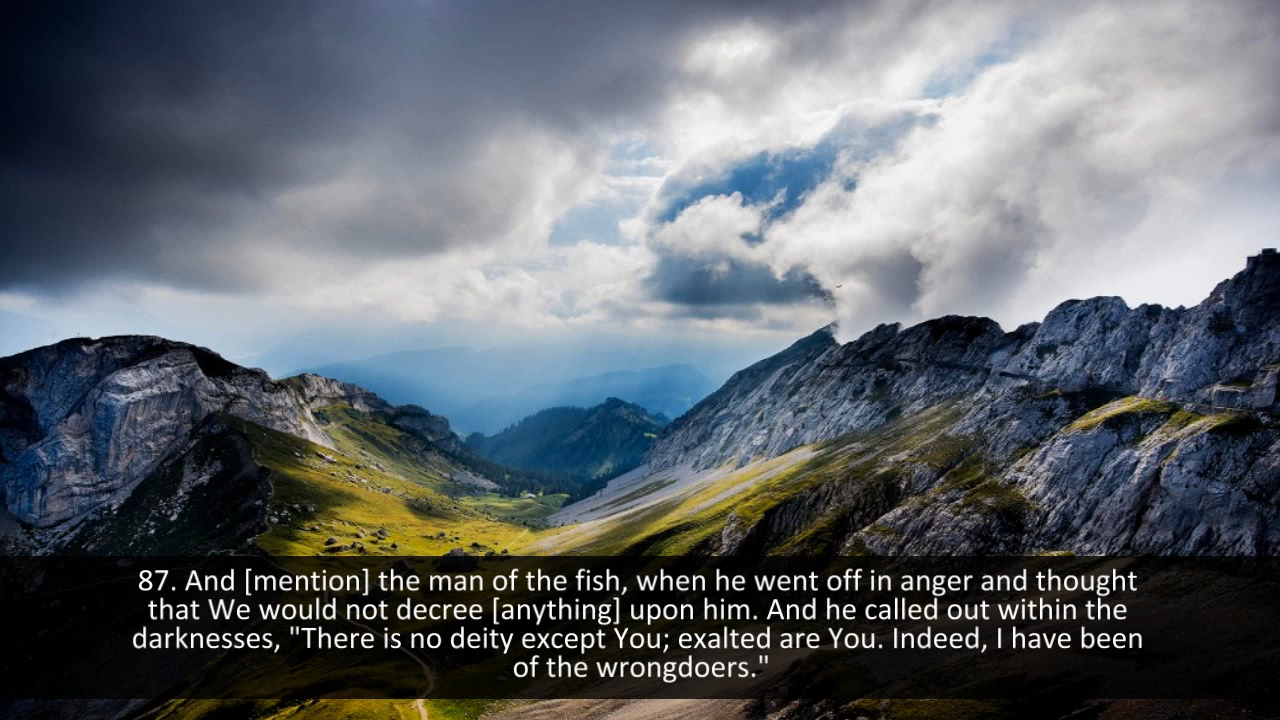 87. And [mention] the man of the fish, when he went off in anger and thought
that We would not decree [anything] upon him. And he called out within the
darknesses, "There is no deity except You; exalted are You. Indeed, I have been
of the wrongdoers."